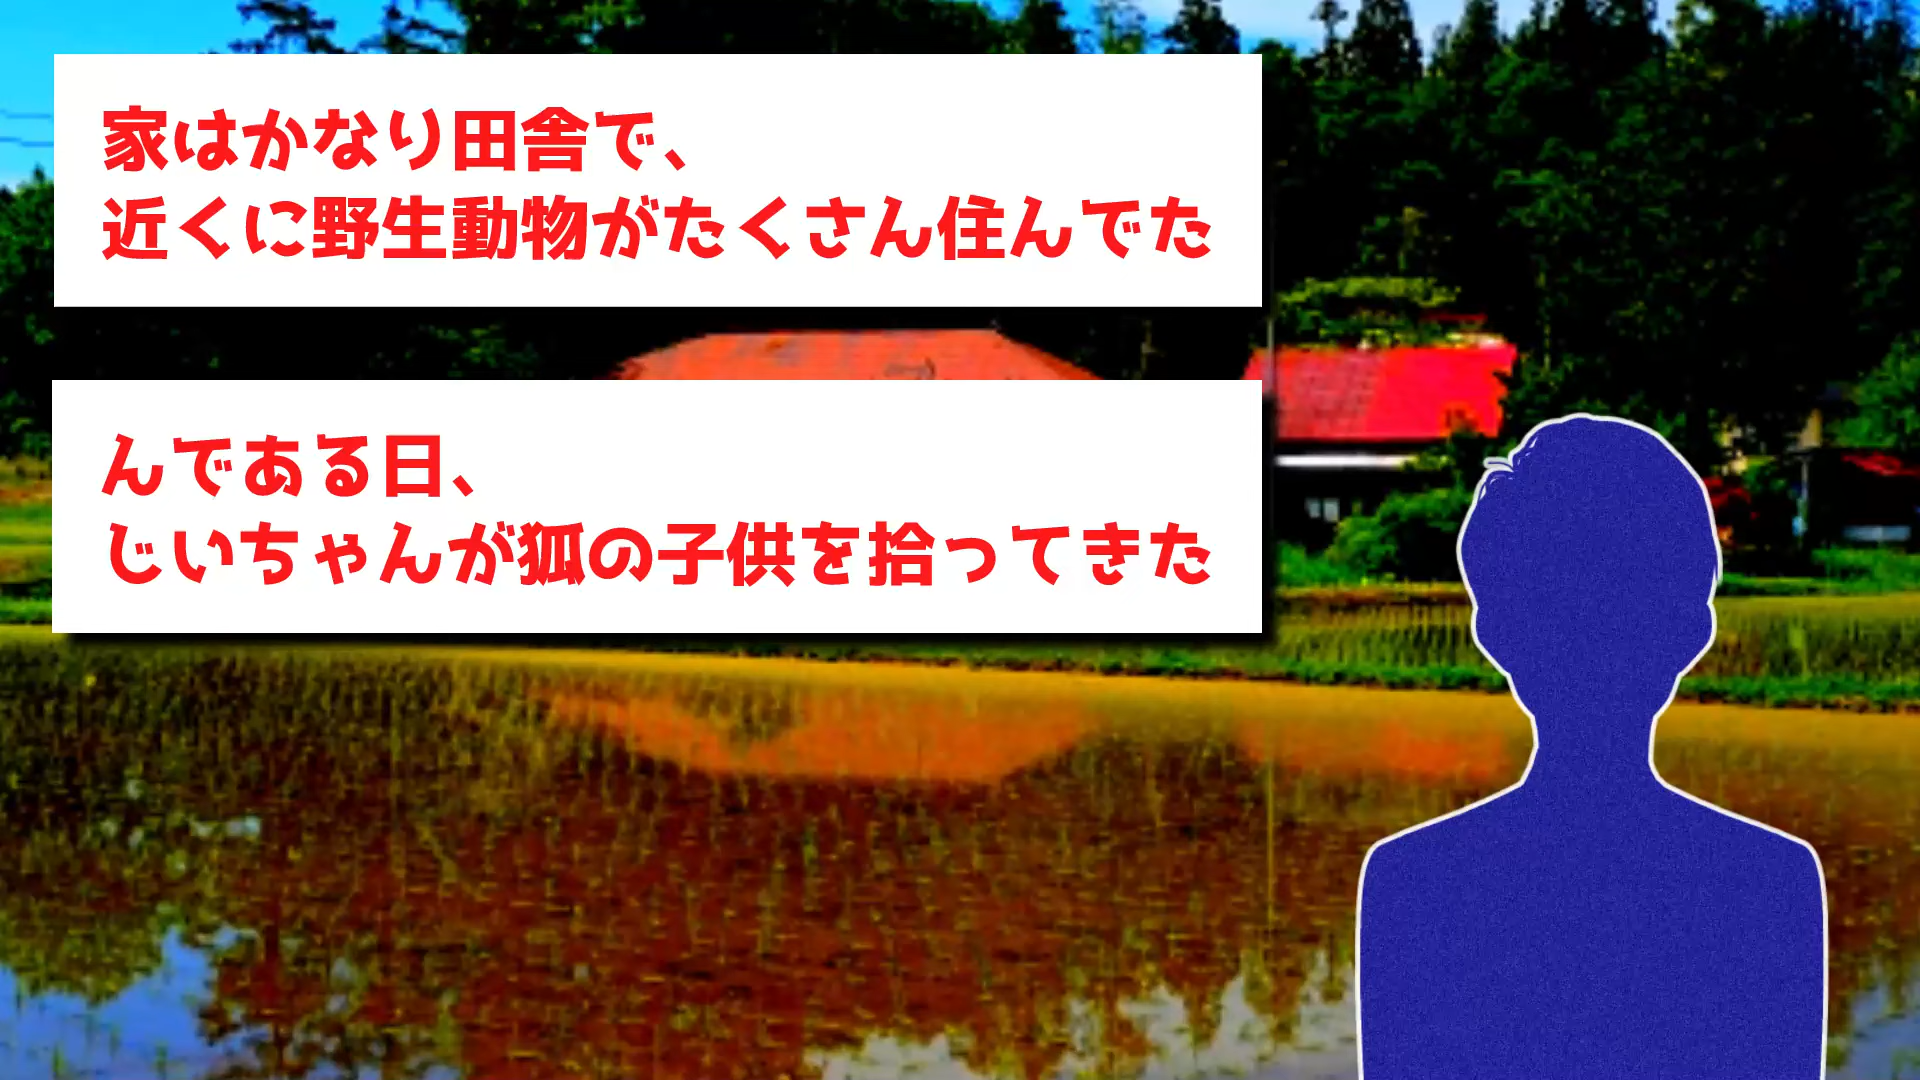 家はかなり田舎で、
近くに野生動物がたくさん住んでた
んである日、
じいちゃんが狐の子供を拾ってきた